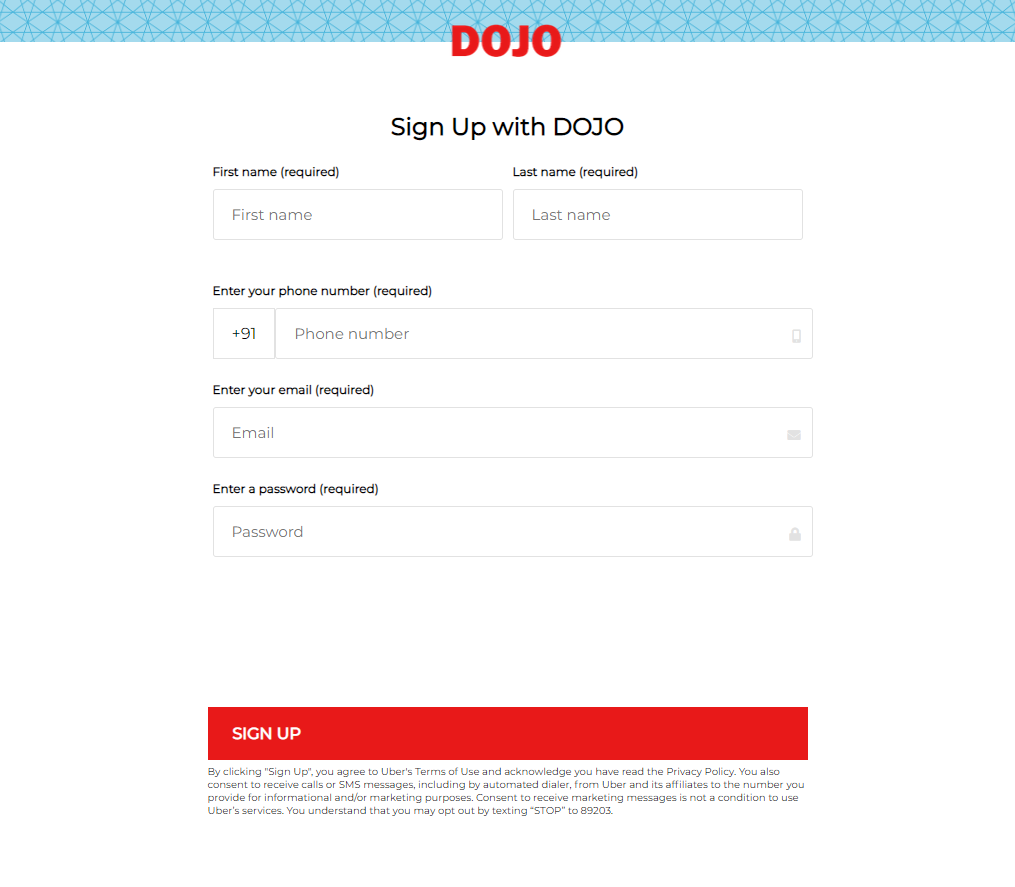 DOJO
Sign Up with DOJO
First name (required) Last name (required)
First name Last name
Enter your phone number (required)
+91 Phone number
Enter your email (required)
Email
Enter a password (required)
Password
SIGN UP
By clicking "Sign Up", you agree to Uber's Terms of Use and acknowledge you have read the Privacy Policy. You also
consent to receive calls or SMS messages, including by automated dialer, from Uber and its affiliates to the number you
provide for informational and/or marketing purposes. Consent to receive marketing messages is not a condition to use
Uber's services. You understand that you may opt out by texting “STOP” to 89203.